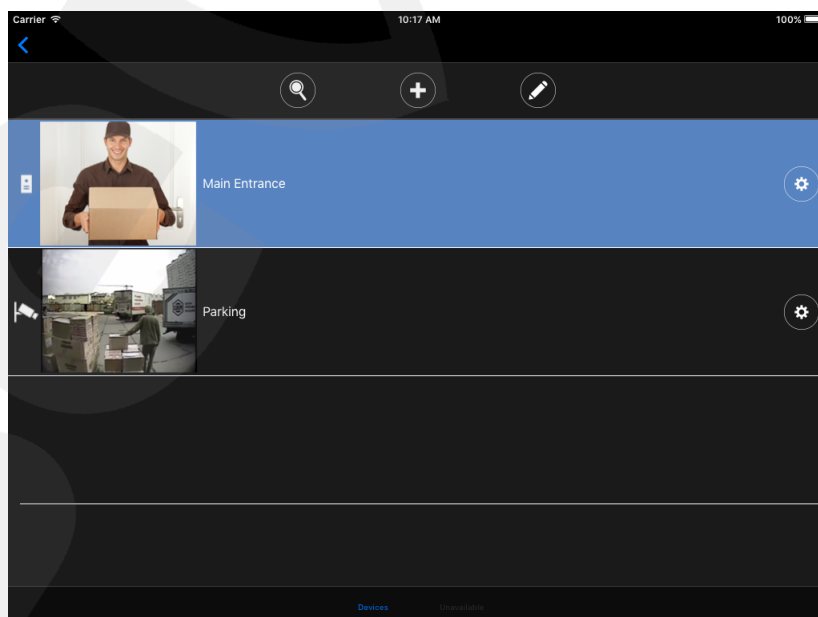 Carrier
10:17 AM
100%
Main Entrance
Parking
Devices
Unavailable